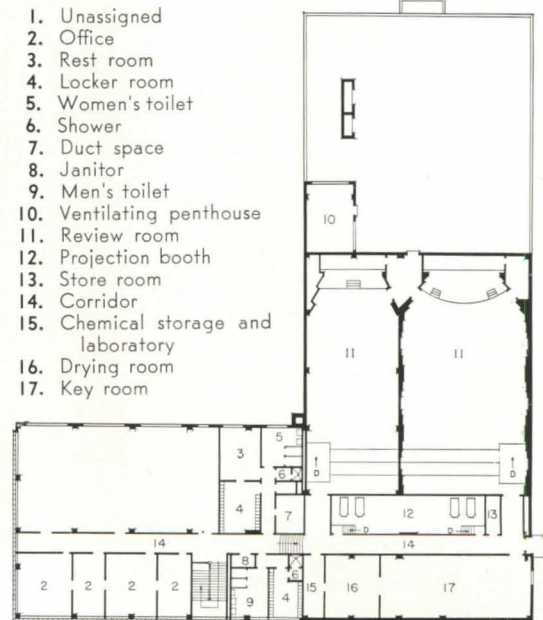 1. Unassigned
2. Office
3. Rest room
4. Locker room
5. Women's toilet
6. Shower
7. Duct space
8. Janitor
9. Men's toilet
10. Ventilating penthouse
11. Review room
12. Projection booth
13. Store room
14. Corridor
15. Chemical storage and
laboratory
16. Drying room
17. Key room
10
11 11
5
3
6
D D
4
7 12 13
D D
14 14
8
6
2 2 2 2 9 4 15 16 17